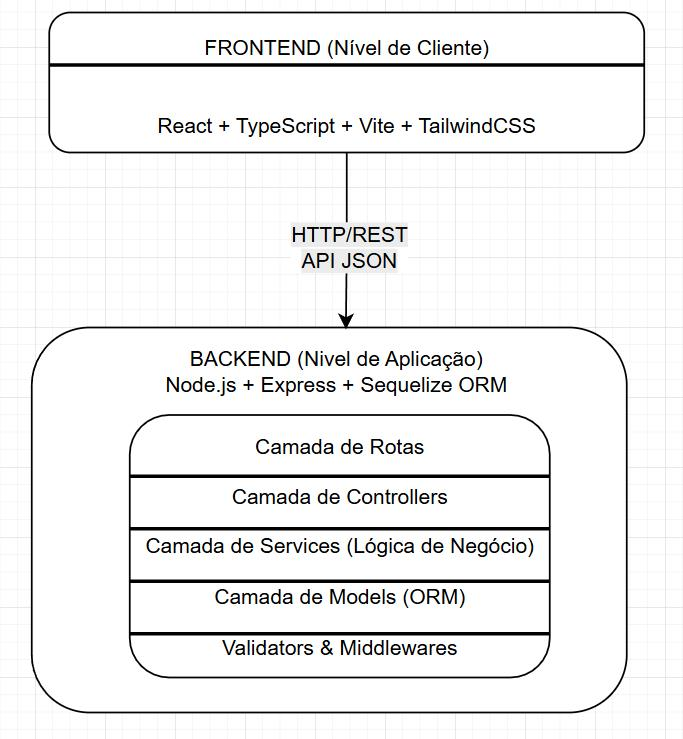 FRONTEND (Nível de Cliente)
React + TypeScript + Vite + TailwindCSS
HTTP/REST
API JSON
BACKEND (Nivel de Aplicação)
Node.js + Express + Sequelize ORM
Camada de Rotas
Camada de Controllers
Camada de Services (Lógica de Negócio)
Camada de Models (ORM)
Validators & Middlewares